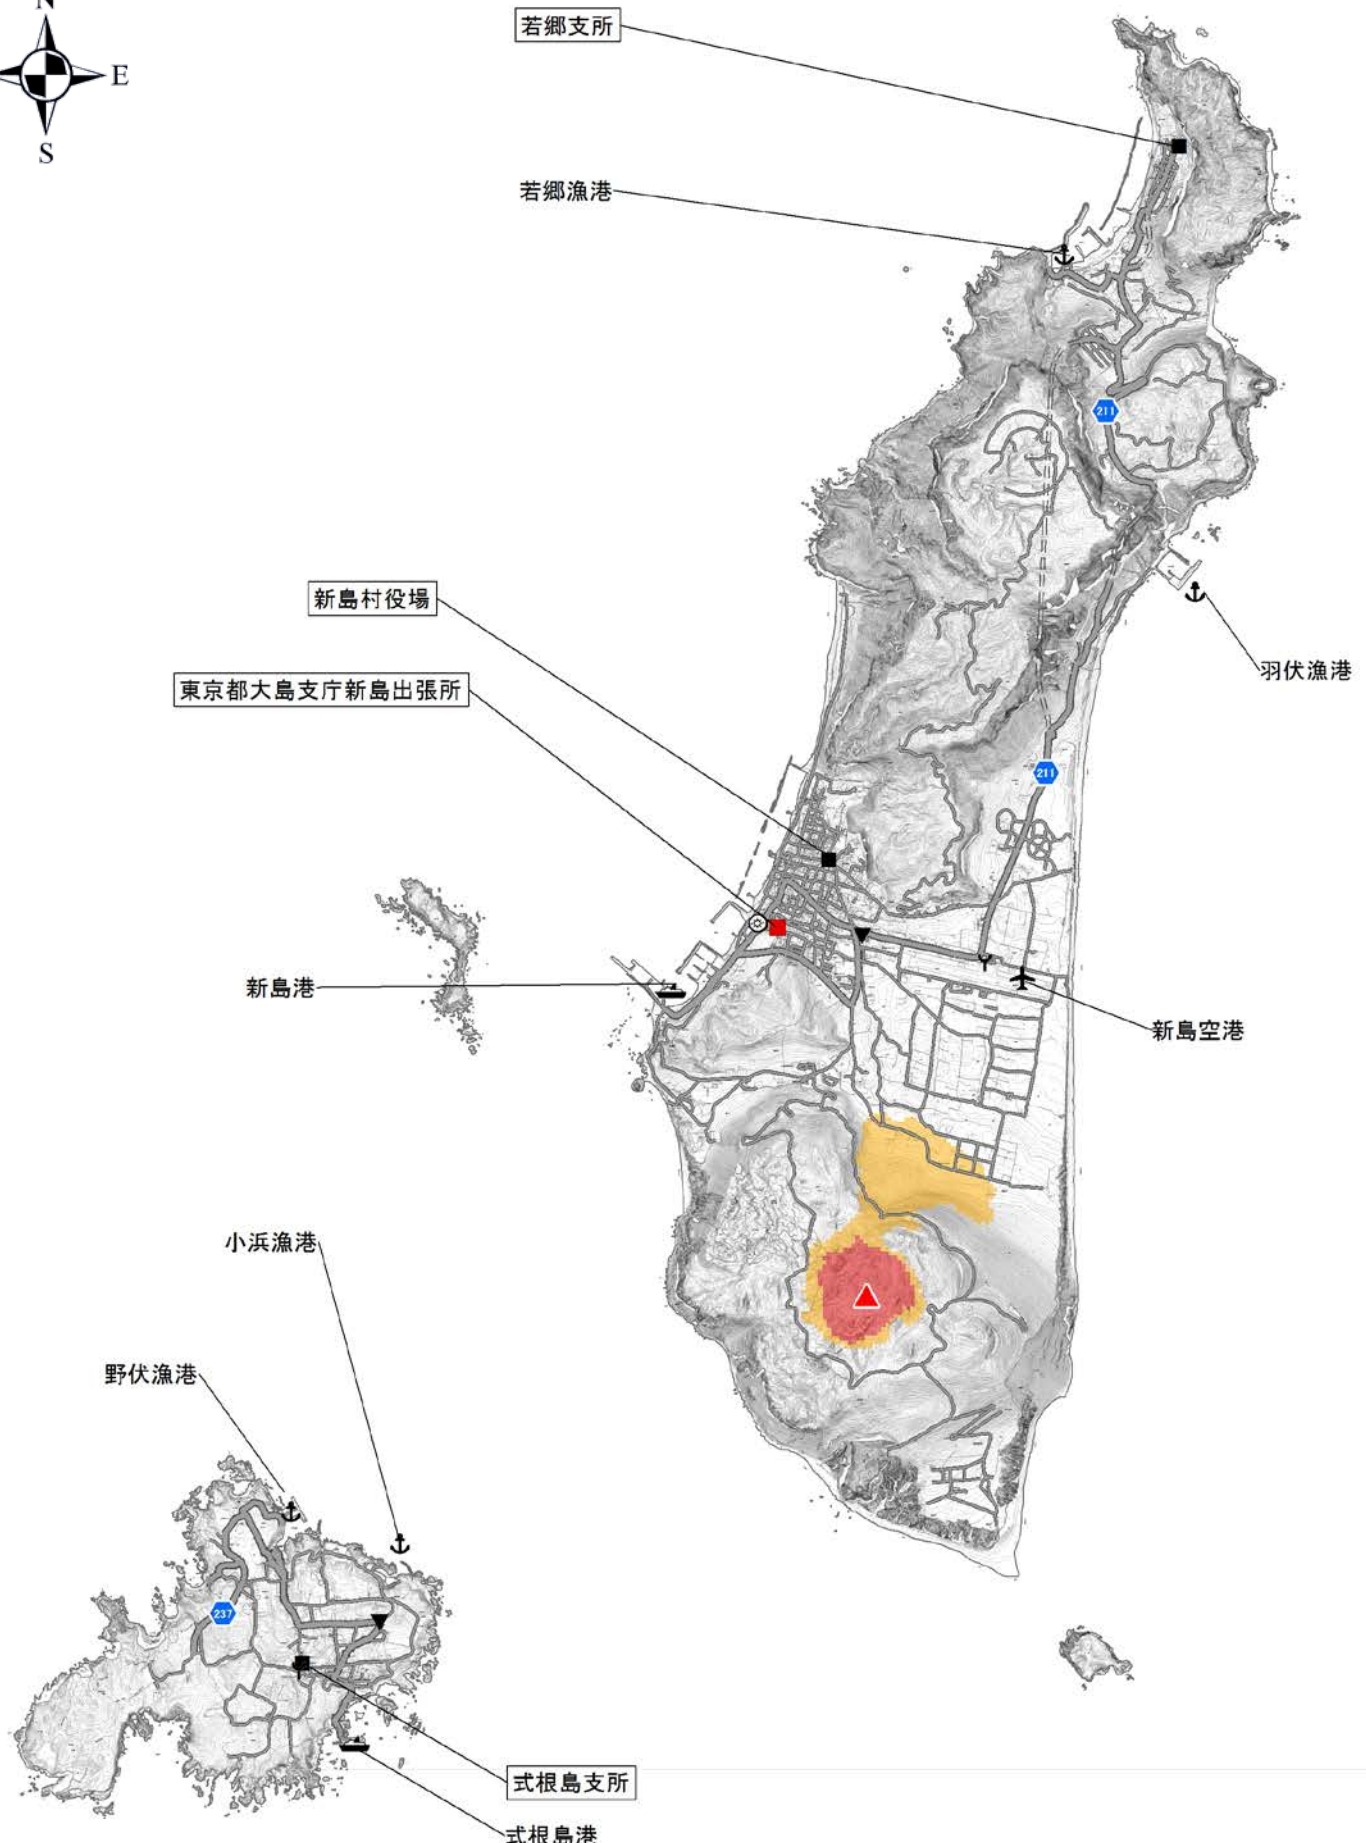 N
E
S
若郷支所
若郷漁港
211
新島村役場
東京都大島支庁新島出張所
羽伏漁港
211
新島港
新島空港
小浜漁港
野伏漁港
237
式根島支所
式根島港